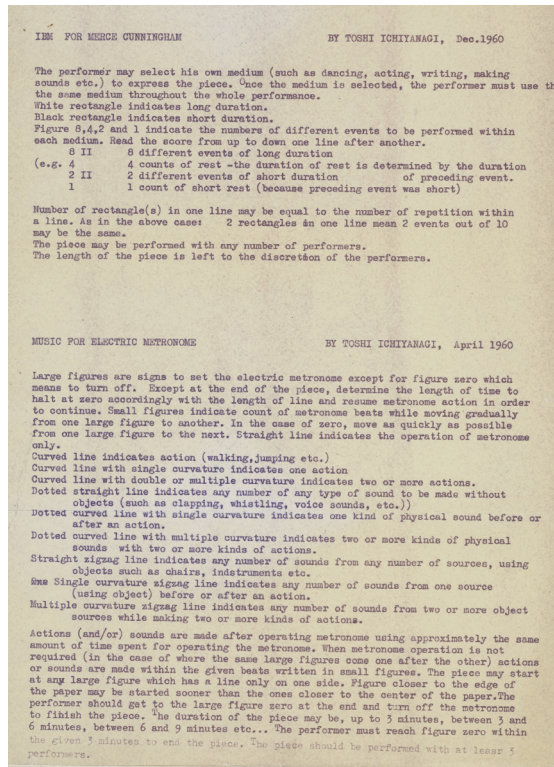 IBM FOR MERCE CUNNINGHAM BY TOSHI ICHIYANAGI, Dec.1960
The performer may select his own medium (such as dancing, acting, writing, making
sounds etc.) to express the piece. Once the medium is selected, the performer must use th
the same medium throughout the whole performance.
White rectangle indicates long duration.
Black rectangle indicates short duration.
Figure 8,4,2 and 1 indicate the numbers of different events to be performed within
each medium. Read the score from up to down one line after another.
8 II 8 different events of long duration
(e.g. 4 4 counts of rest -the duration of rest is determined by the duration
2 II 2 different events of short duration of preceding event.
1 1 count of short rest (because preceding event was short)
Number of rectangle(s) in one line may be equal to the number of repetition within
a line. As in the above case: 2 rectangles in one line mean 2 events out of 10
may be the same.
The piece may be performed with any number of performers.
The length of the piece is left to the discretion of the performers.
MUSIC FOR ELECTRIC METRONOME BY TOSHI ICHIYANAGI, April 1960
Large figures are signs to set the electric metronome except for figure zero which
means to turn off. Except at the end of the piece, determine the length of time to
halt at zero accordingly with the length of line and resume metronome action in order
to continue. Small figures indicate count of metronome beats while moving gradually
from one large figure to another. In the case of zero, move as quickly as possible
from one large figure to the next. Straight line indicates the operation of metronome
only.
Curved line indicates action (walking,jumping etc.)
Curved line with single curvature indicates one action
Curved line with double or multiple curvature indicates two or more actions.
Dotted straight line indicates any number of any type of sound to be made without
objects (such as clapping, whistling, voice sounds, etc.))
Dotted curved line with single curvature indicates one kind of physical sound before or
after an action.
Dotted curved line with multiple curvature indicates two or more kinds of physical
sounds with two or more kinds of actions.
Straight zigzag line indicates any number of sounds from any number of sources, using
objects such as chairs, indstruments etc.
Single curvature zigzag line indicates any number of sounds from one source
(using object) before or after an action.
Multiple curvature zigzag line indicates any number of sounds from two or more object
sources while making two or more kinds of actions.
Actions (and/or) sounds are made after operating metronome using approximately the same
amount of time spent for operating the metronome. When metronome operation is not
required (in the case of where the same large figures come one after the other) actions
or sounds are made within the given beats written in small figures. The piece may start
at any large figure which has a line only on one side. Figure closer to the edge of
the paper may be started sooner than the ones closer to the center of the paper.The
performer should get to the large figure zero at the end and turn off the metronome
to fihish the piece. The duration of the piece may be, up to 3 minutes, between 3 and
6 minutes, between 6 and 9 minutes etc... The performer must reach figure zero within
the given 3 minutes to end the piece. The piece should be performed with at leasr 3
performers.